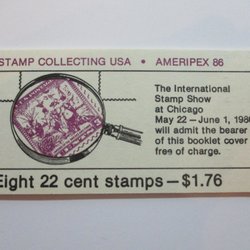 STAMP COLLECTING USA • AMERIPEX 86
The International
Stamp Show
at Chicago
May 22 – June 1, 1986
will admit the bearer
of this booklet cover
free of charge.
Eight 22 cent stamps — $1.76